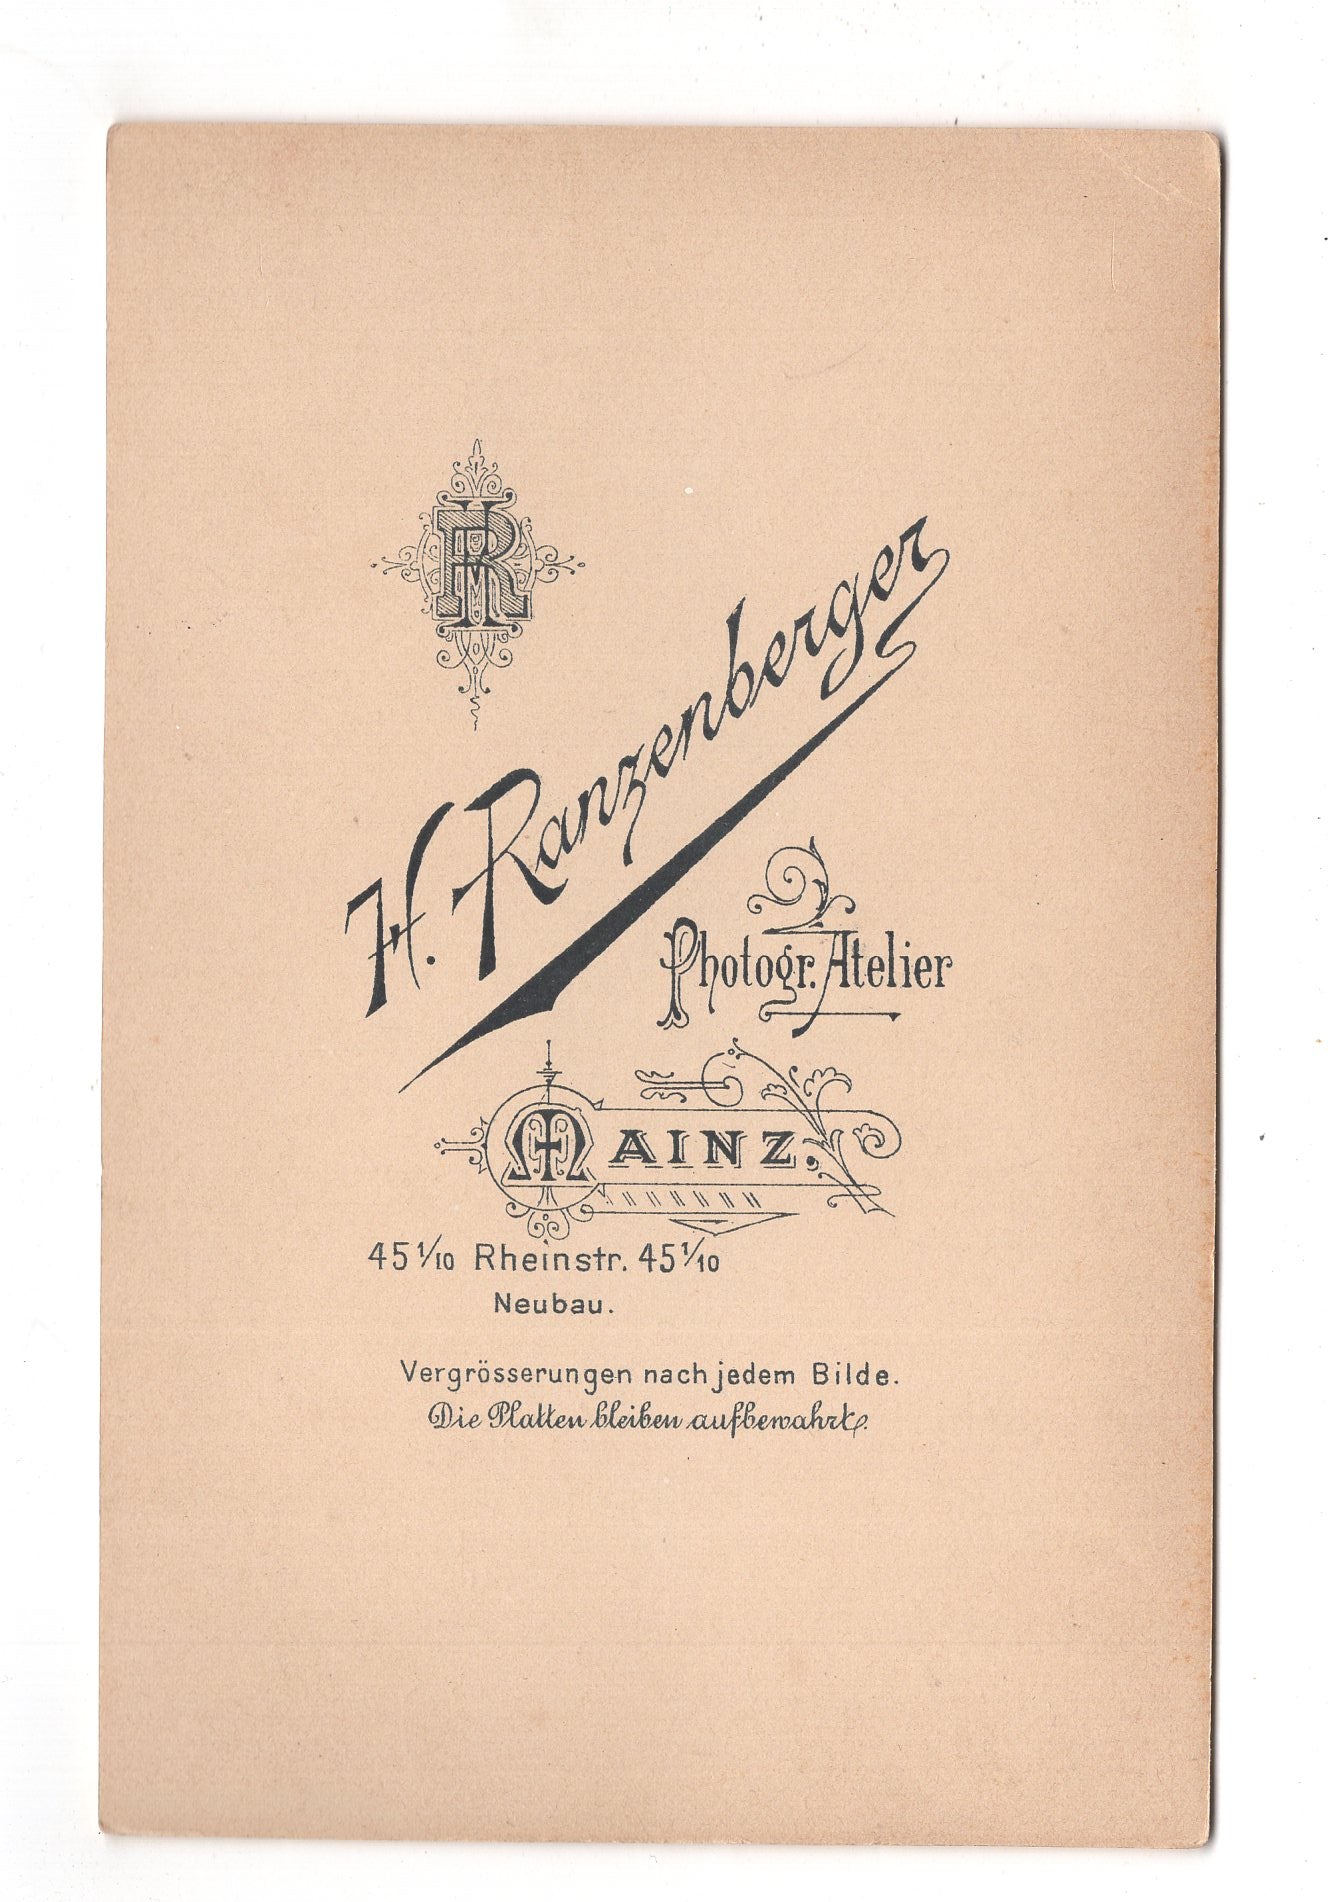 HR
H. Ranzenberger
Photogr. Atelier
MAINZ.
45 1/10 Rheinstr. 45 1/10
Neubau.
Vergrösserungen nach jedem Bilde.
Die Platten bleiben aufbewahrt.